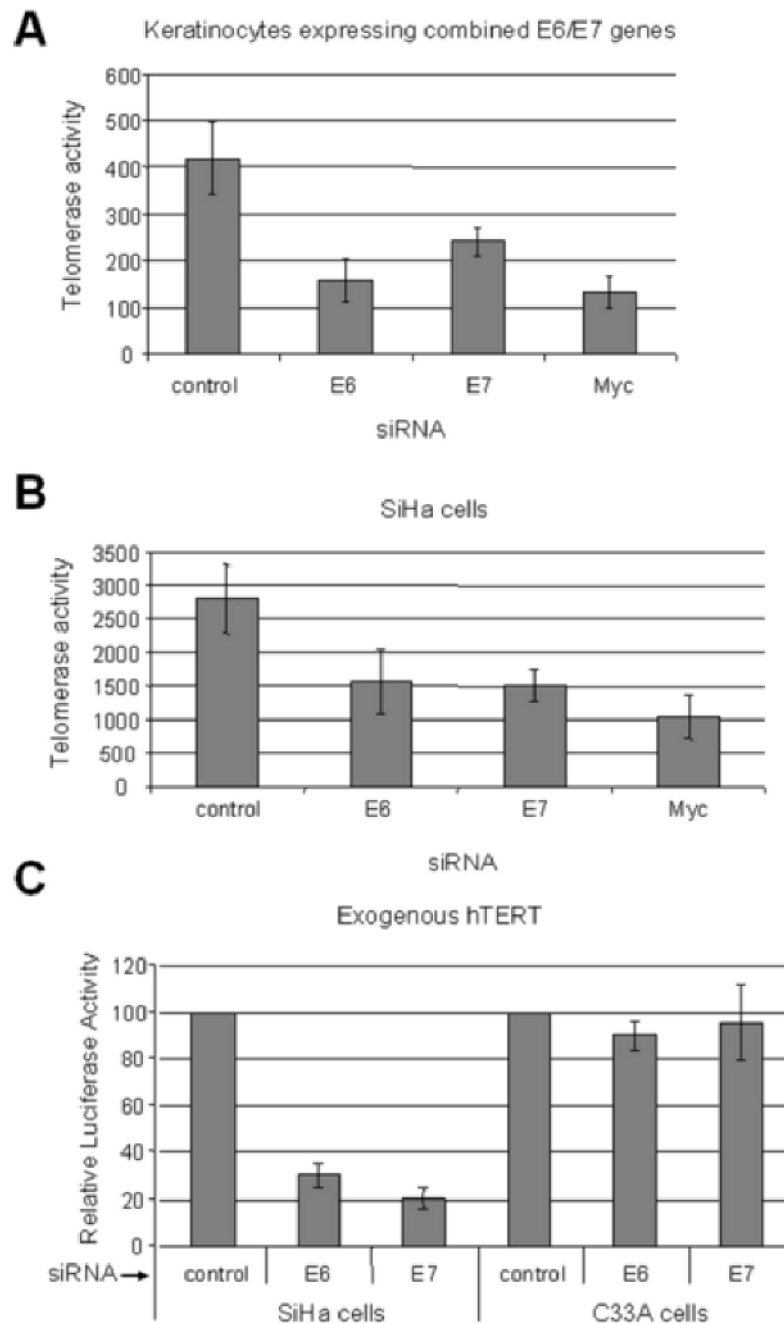 A
Keratinocytes expressing combined E6/E7 genes
Telomerase activity
600
500
400
300
200
100
0
control E6 E7 Myc
siRNA
B
SiHa cells
Telomerase activity
3500
3000
2500
2000
1500
1000
500
0
control E6 E7 Myc
siRNA
C
Exogenous hTERT
Relative Luciferase Activity
120
100
80
60
40
20
0
siRNA control E6 E7 control E6 E7
SiHa cells C33A cells